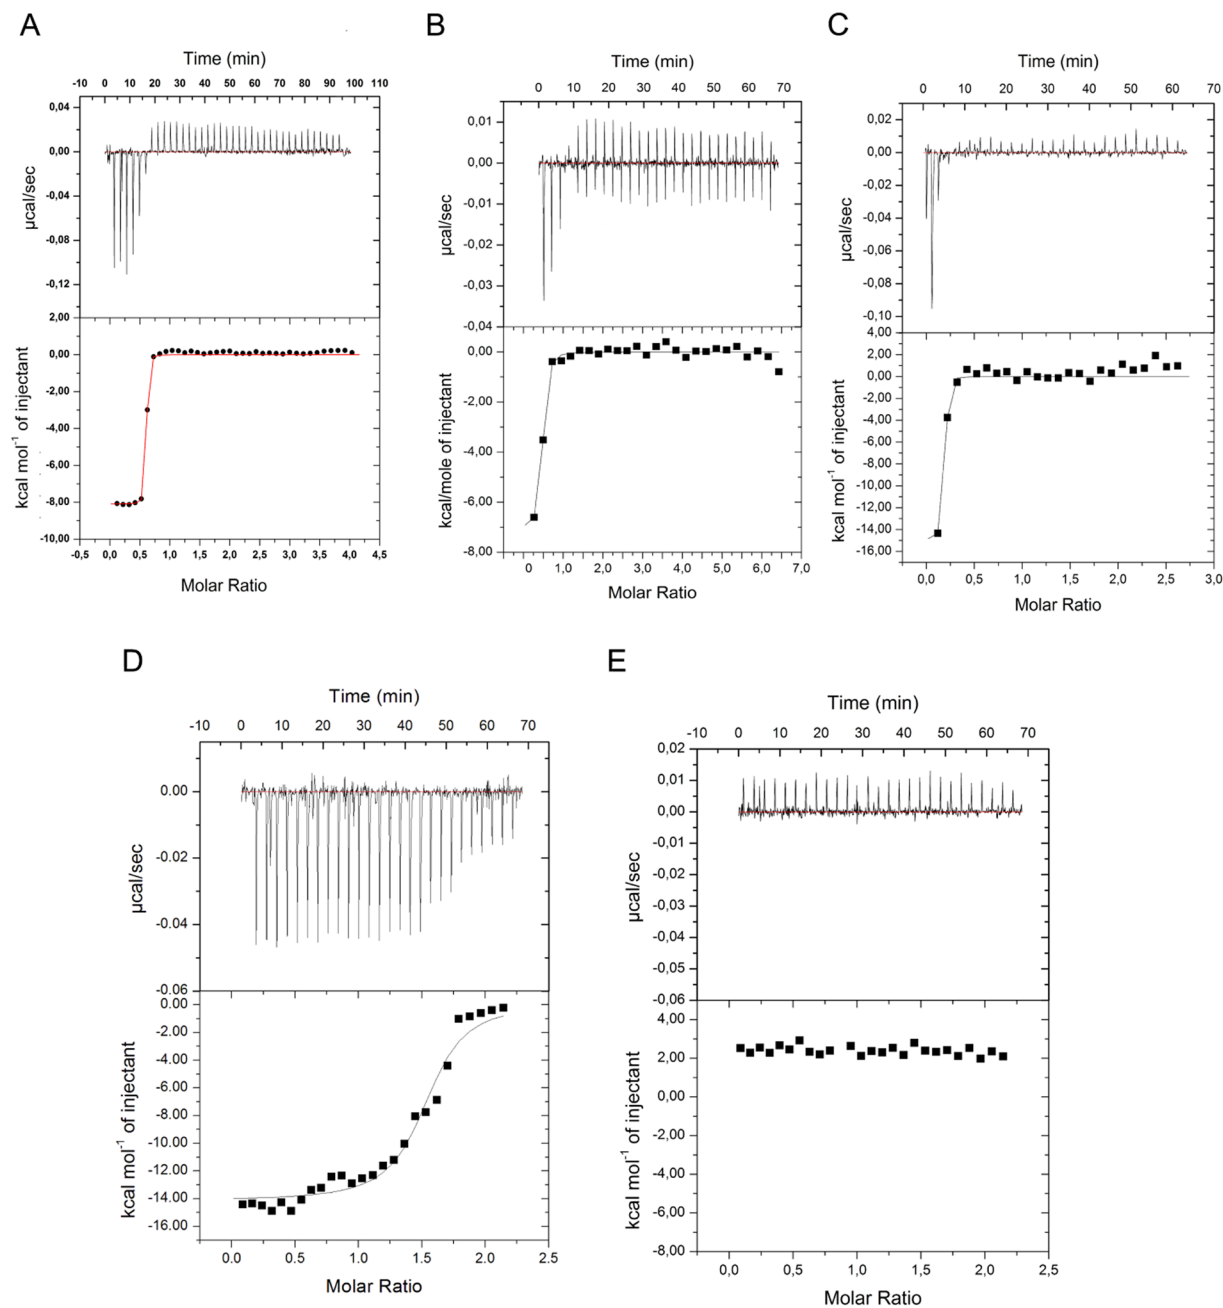 A
Time (min)
-10 0 10 20 30 40 50 60 70 80 90 100 110
0,04
0,00
-0,04
-0,08
-0,12
µcal/sec
2,00
0,00
-2,00
-4,00
-6,00
-8,00
-10,00
kcal mol⁻¹ of injectant
-0,5 0,0 0,5 1,0 1,5 2,0 2,5 3,0 3,5 4,0 4,5
Molar Ratio
B
Time (min)
0 10 20 30 40 50 60 70
0,01
0,00
-0,01
-0,02
-0,03
-0,04
µcal/sec
0,00
-2,00
-4,00
-6,00
-8,00
kcal/mole of injectant
0 1,0 2,0 3,0 4,0 5,0 6,0 7,0
Molar Ratio
C
Time (min)
0 10 20 30 40 50 60 70
0,02
0,00
-0,02
-0,04
-0,06
-0,08
-0,10
µcal/sec
4,00
2,00
0,00
-2,00
-4,00
-6,00
-8,00
-10,00
-12,00
-14,00
-16,00
kcal mol⁻¹ of injectant
0,0 0,5 1,0 1,5 2,0 2,5 3,0
Molar Ratio
D
Time (min)
-10 0 10 20 30 40 50 60 70
0.00
-0.02
-0.04
-0.06
µcal/sec
0.00
-2.00
-4.00
-6.00
-8.00
-10.00
-12.00
-14.00
-16.00
kcal mol⁻¹ of injectant
0.0 0.5 1.0 1.5 2.0 2.5
Molar Ratio
E
Time (min)
-10 0 10 20 30 40 50 60 70
0,02
0,01
0,00
-0,01
-0,02
-0,03
-0,04
-0,05
-0,06
µcal/sec
4,00
2,00
0,00
-2,00
-4,00
-6,00
-8,00
kcal mol⁻¹ of injectant
0,0 0,5 1,0 1,5 2,0 2,5
Molar Ratio